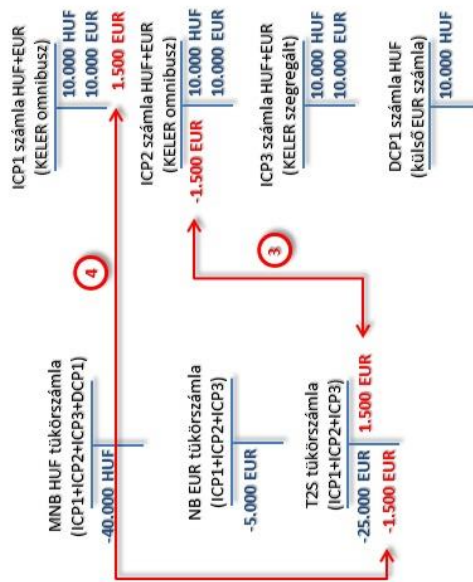 MNB HUF tükörszámla
(ICP1+ICP2+ICP3+DCP1)
-40.000 HUF
NB EUR tükörszámla
(ICP1+ICP2+ICP3)
-5.000 EUR
T2S tükörszámla
(ICP1+ICP2+ICP3)
-25.000 EUR
1.500 EUR
-1.500 EUR
4
3
ICP1 számla HUF+EUR
(KELER omnibusz)
10.000 HUF
10.000 EUR
1.500 EUR
ICP2 számla HUF+EUR
(KELER omnibusz)
-1.500 EUR
10.000 HUF
10.000 EUR
ICP3 számla HUF+EUR
(KELER szegregált)
10.000 HUF
10.000 EUR
DCP1 számla HUF
(külső EUR számla)
10.000 HUF